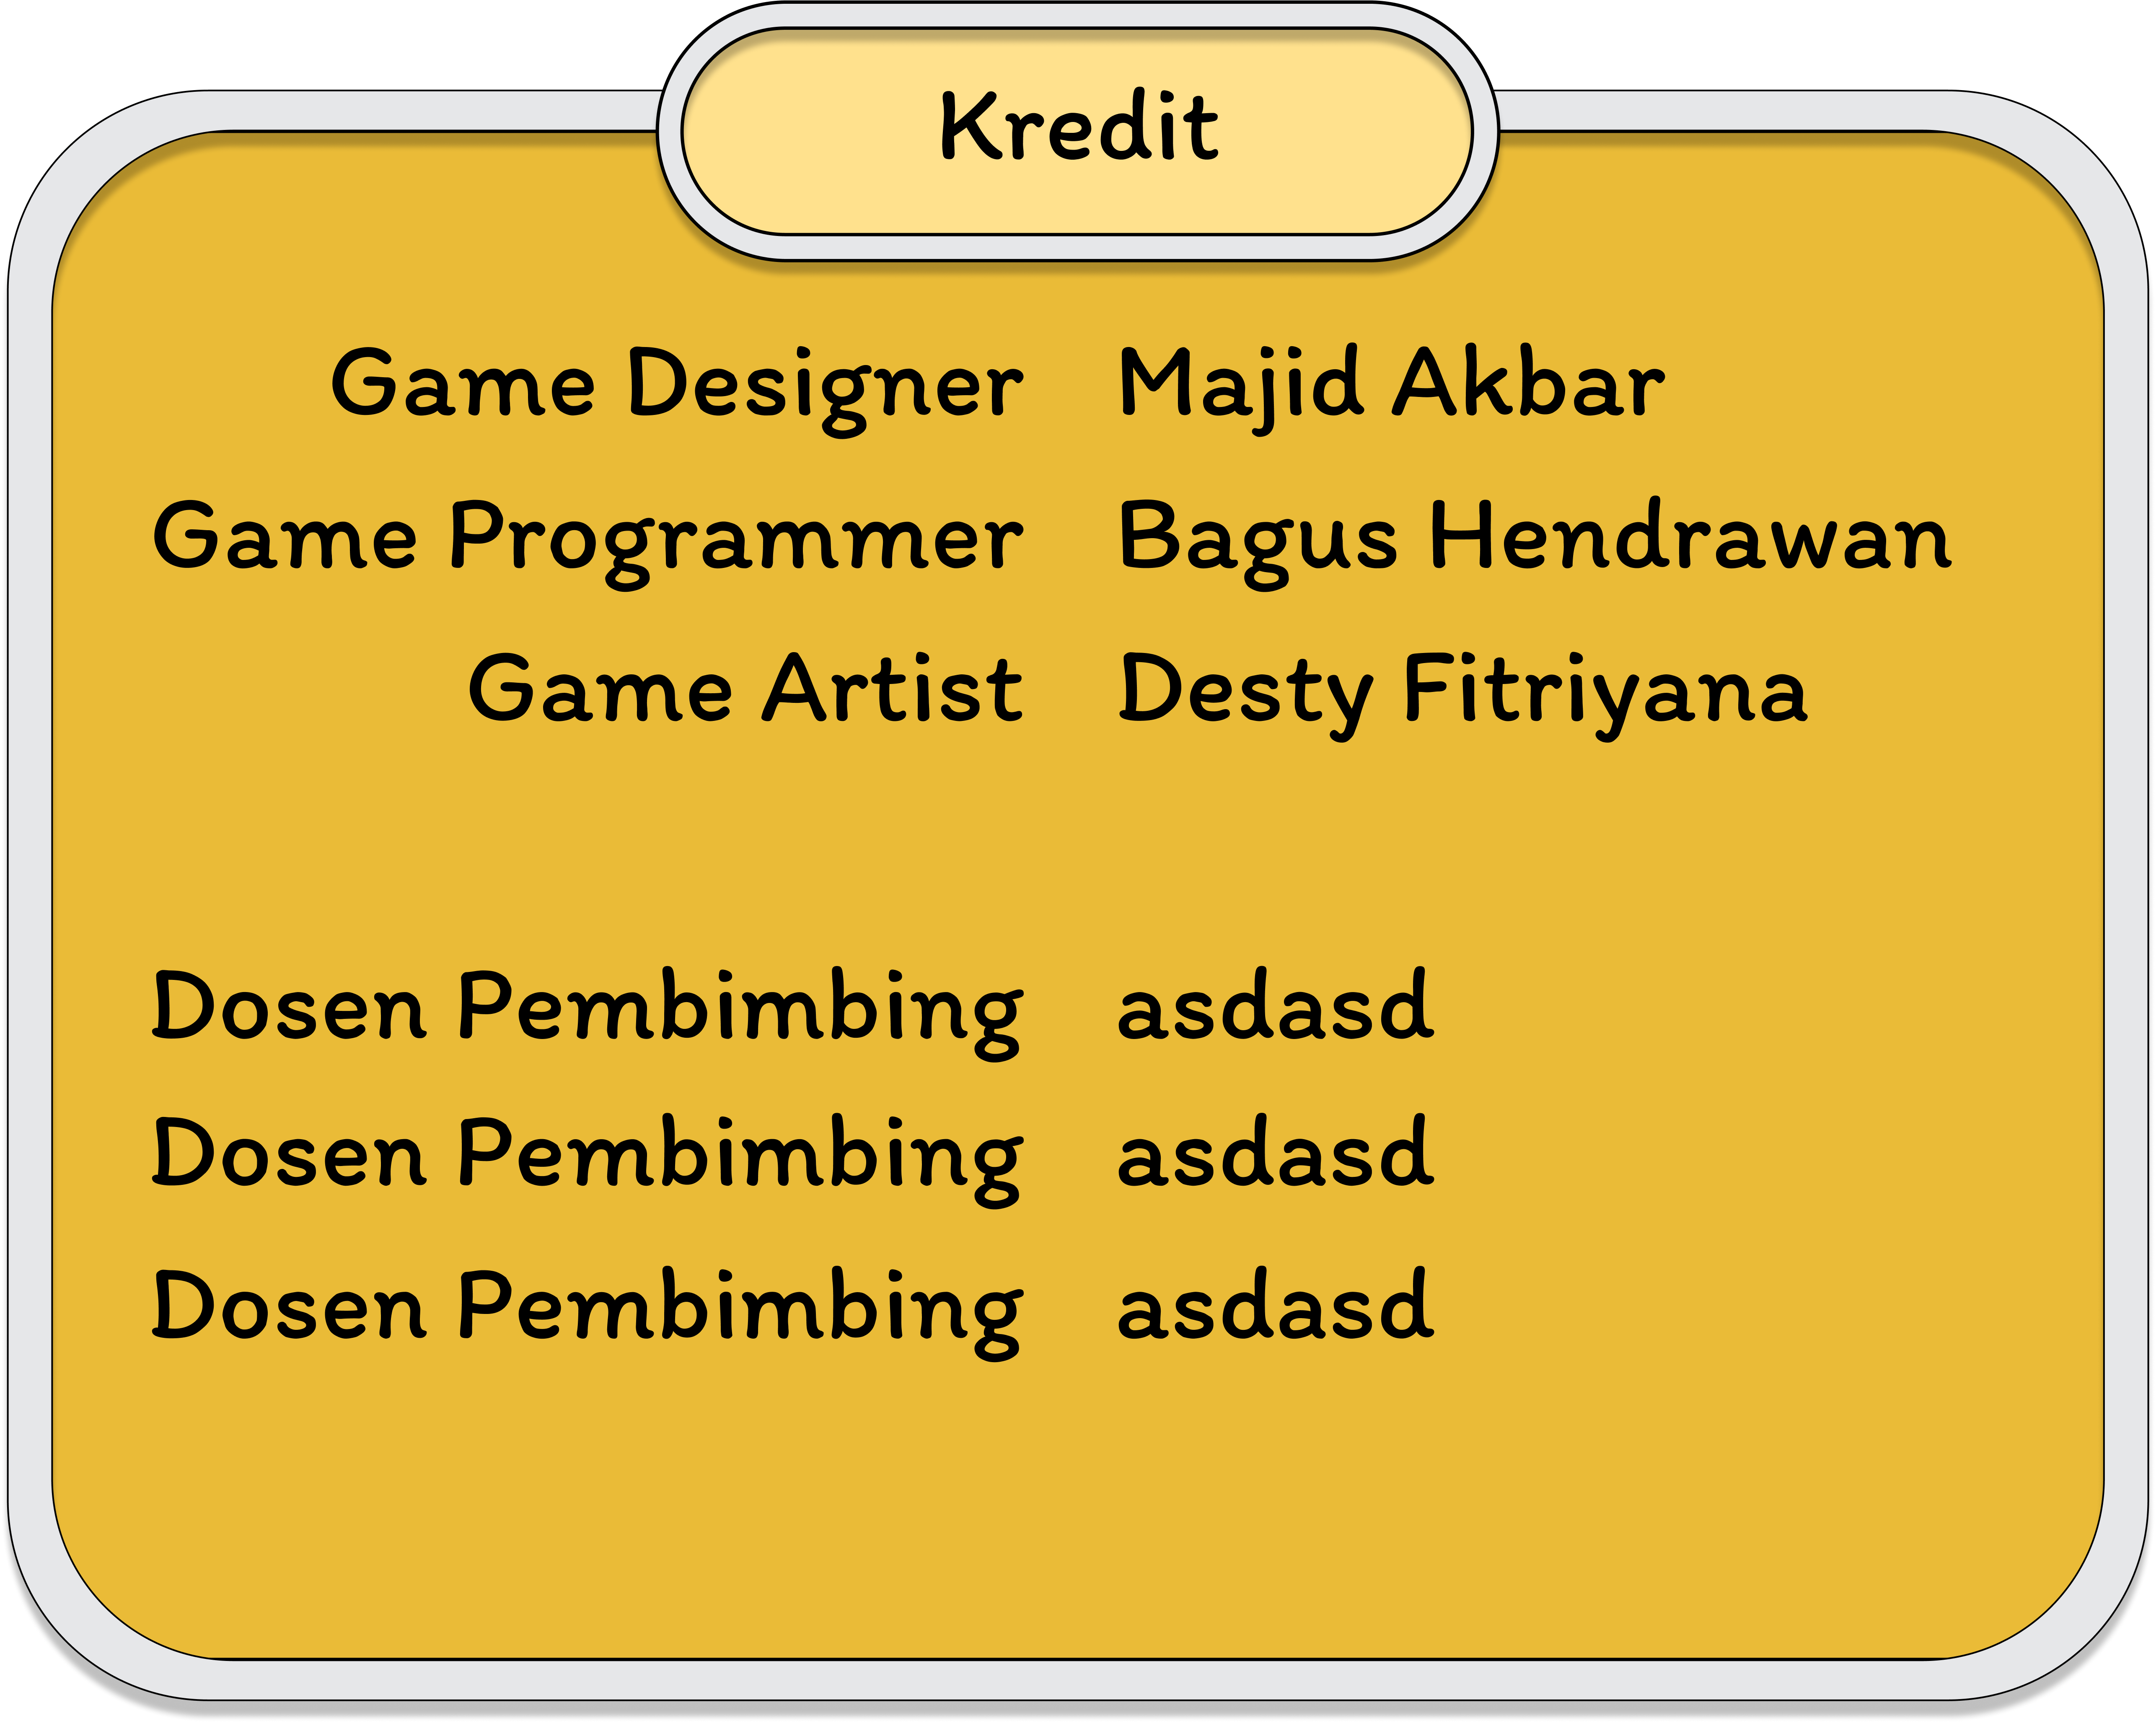 Kredit
Game Designer Majid Akbar
Game Programmer Bagus Hendrawan
Game Artist Desty Fitriyana
Dosen Pembimbing asdasd
Dosen Pembimbing asdasd
Dosen Pembimbing asdasd